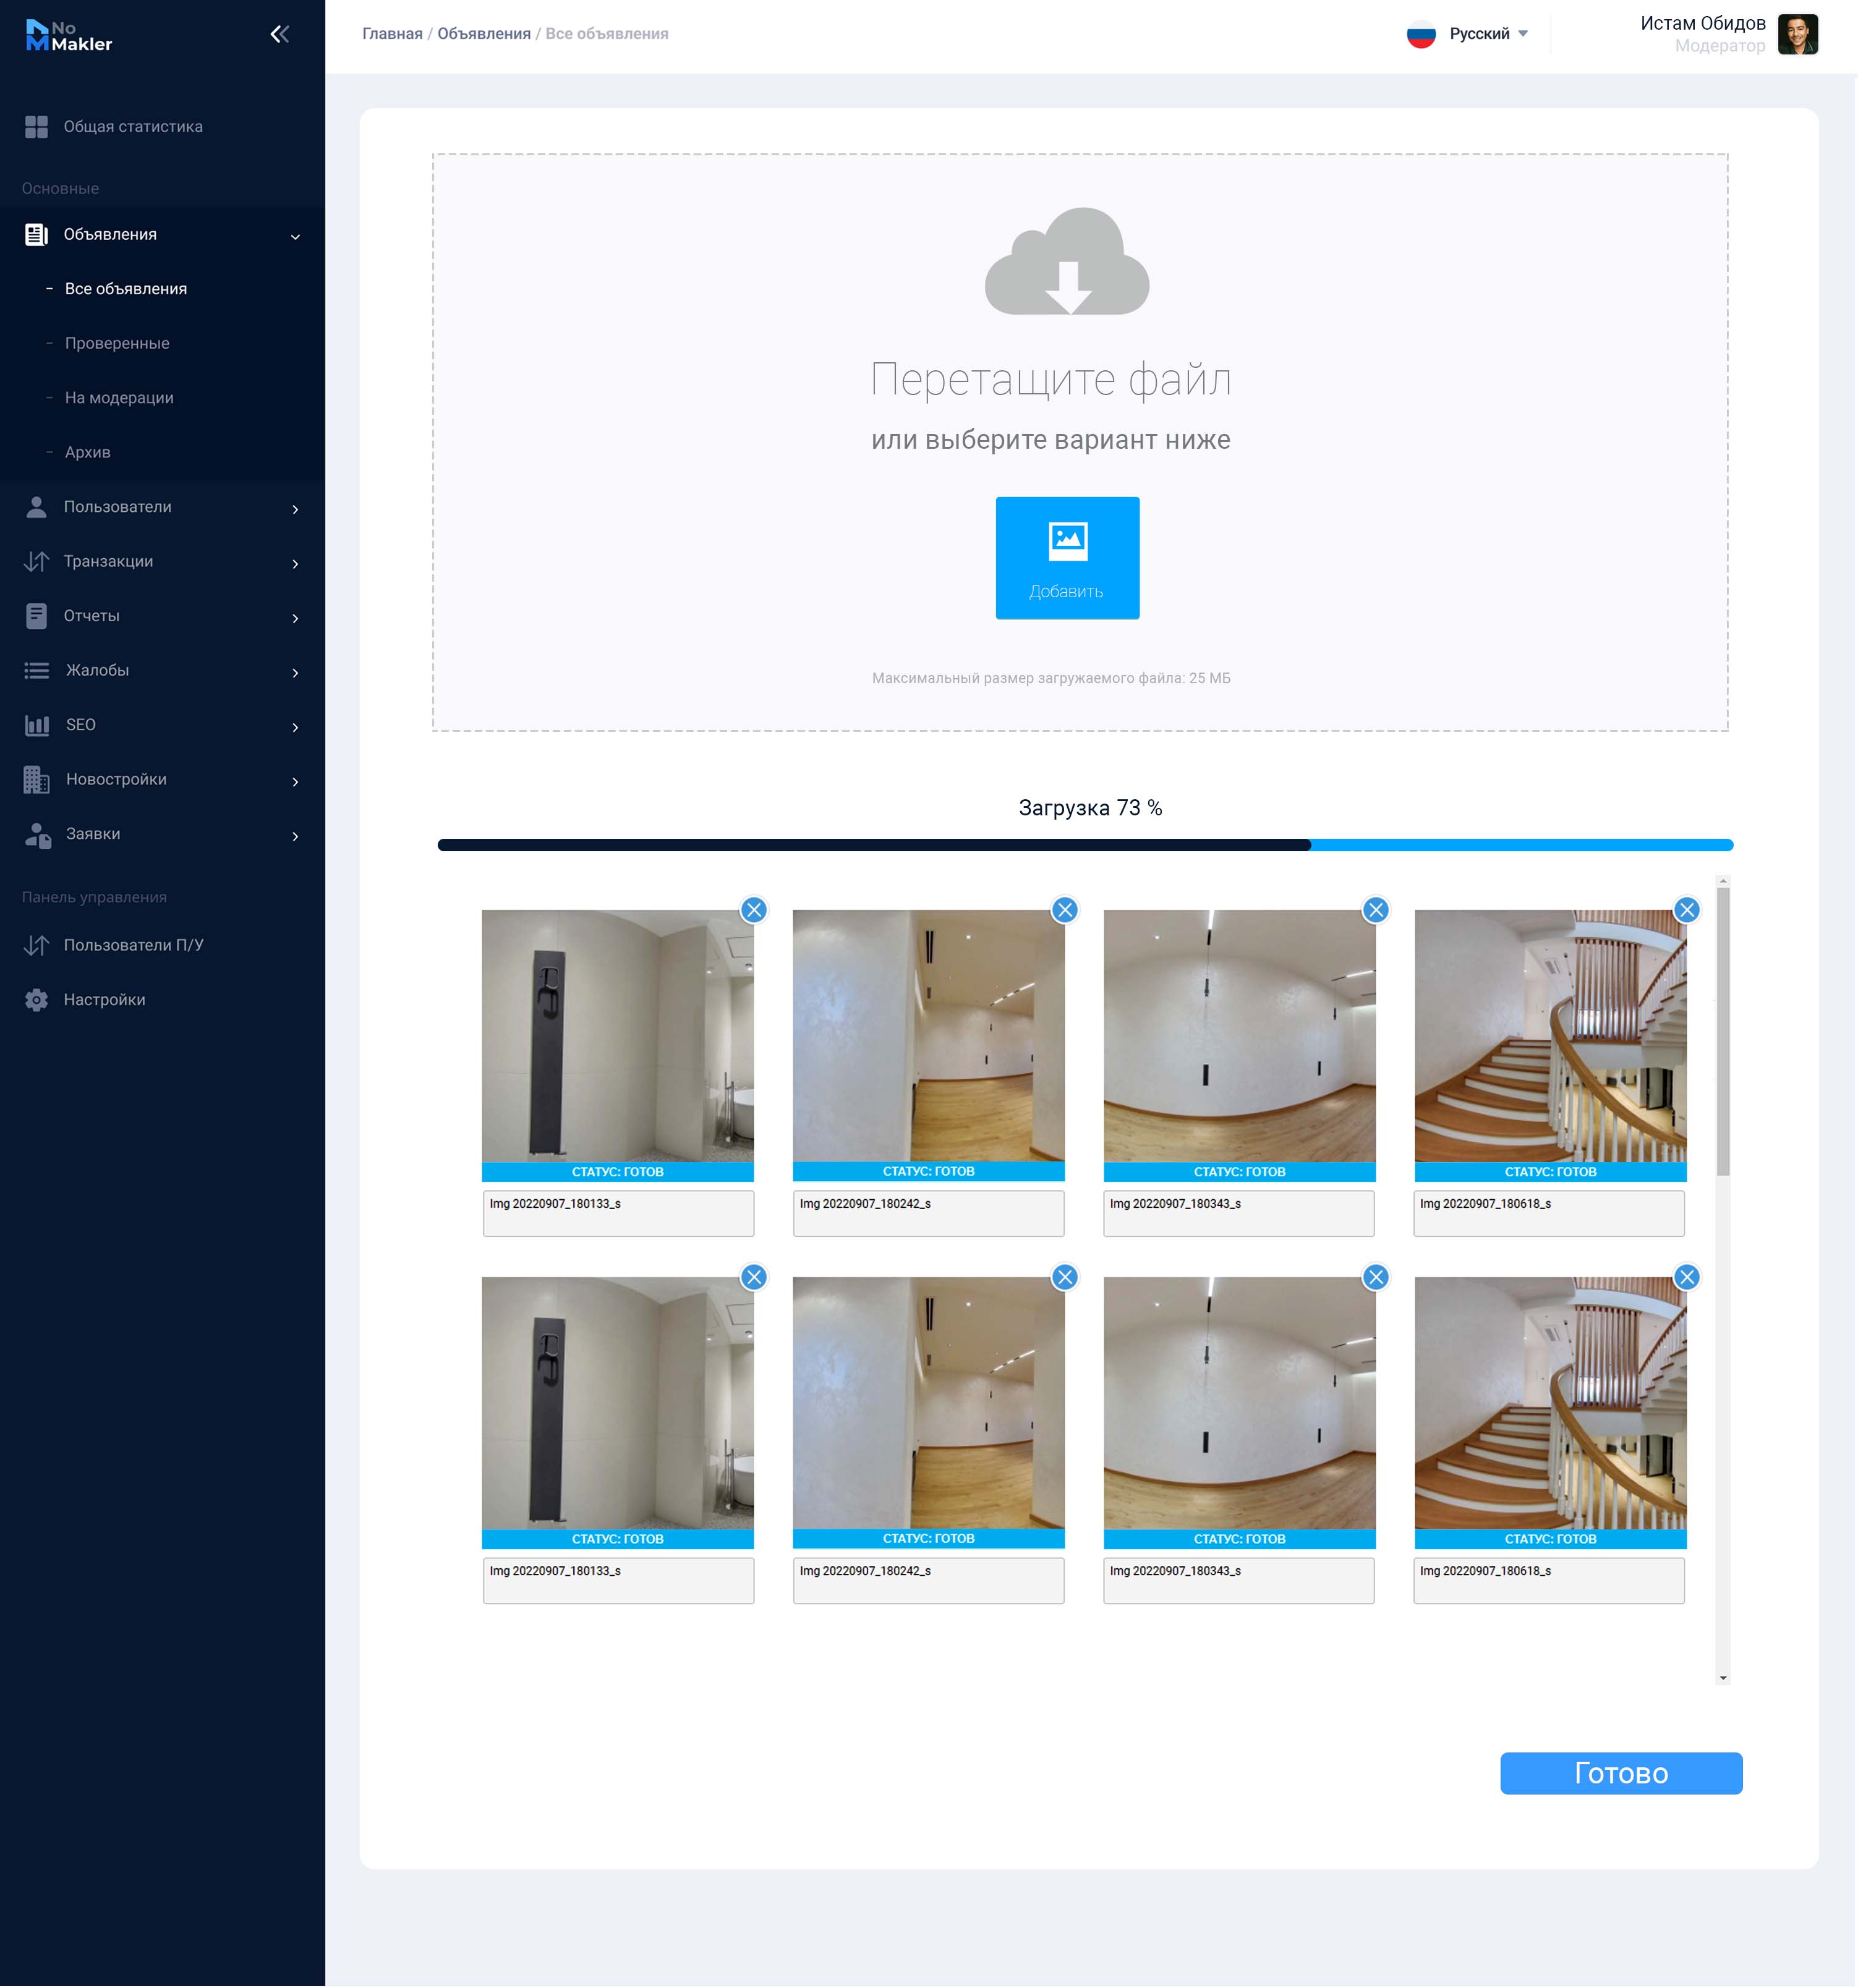 No
Makler
Главная / Объявления / Все объявления
Русский
Истам Обидов
Модератор
Общая статистика
Основные
Объявления
- Все объявления
- Проверенные
- На модерации
- Архив
Пользователи
Транзакции
Отчеты
Жалобы
SEO
Новостройки
Заявки
Панель управления
Пользователи П/У
Настройки
Перетащите файл
или выберите вариант ниже
Добавить
Максимальный размер загружаемого файла: 25 МБ
Загрузка 73 %
СТАТУС: ГОТОВ СТАТУС: ГОТОВ СТАТУС: ГОТОВ СТАТУС: ГОТОВ
Img 20220907_180133_s Img 20220907_180242_s Img 20220907_180343_s Img 20220907_180618_s
СТАТУС: ГОТОВ СТАТУС: ГОТОВ СТАТУС: ГОТОВ СТАТУС: ГОТОВ
Img 20220907_180133_s Img 20220907_180242_s Img 20220907_180343_s Img 20220907_180618_s
Готово